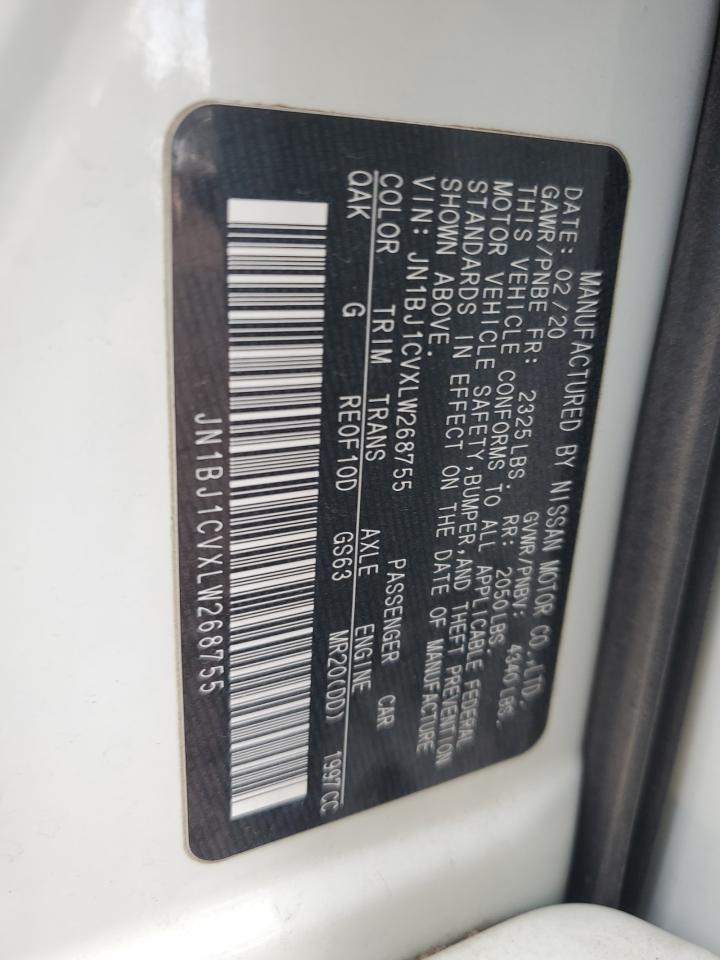 MANUFACTURED BY NISSAN MOTOR CO.,LTD.
DATE: 02/20 GVWR/PNBV: 4340LBS.
GAWR/PNBE FR: 2325LBS. RR: 2050LBS.
THIS VEHICLE CONFORMS TO ALL APPLICABLE FEDERAL
MOTOR VEHICLE SAFETY,BUMPER,AND THEFT PREVENTION
STANDARDS IN EFFECT ON THE DATE OF MANUFACTURE
SHOWN ABOVE.
VIN: JN1BJ1CVXLW268755 PASSENGER CAR
COLOR TRIM TRANS AXLE ENGINE
QAK G RE0F10D GS63 MR20(DD) 1997CC
JN1BJ1CVXLW268755